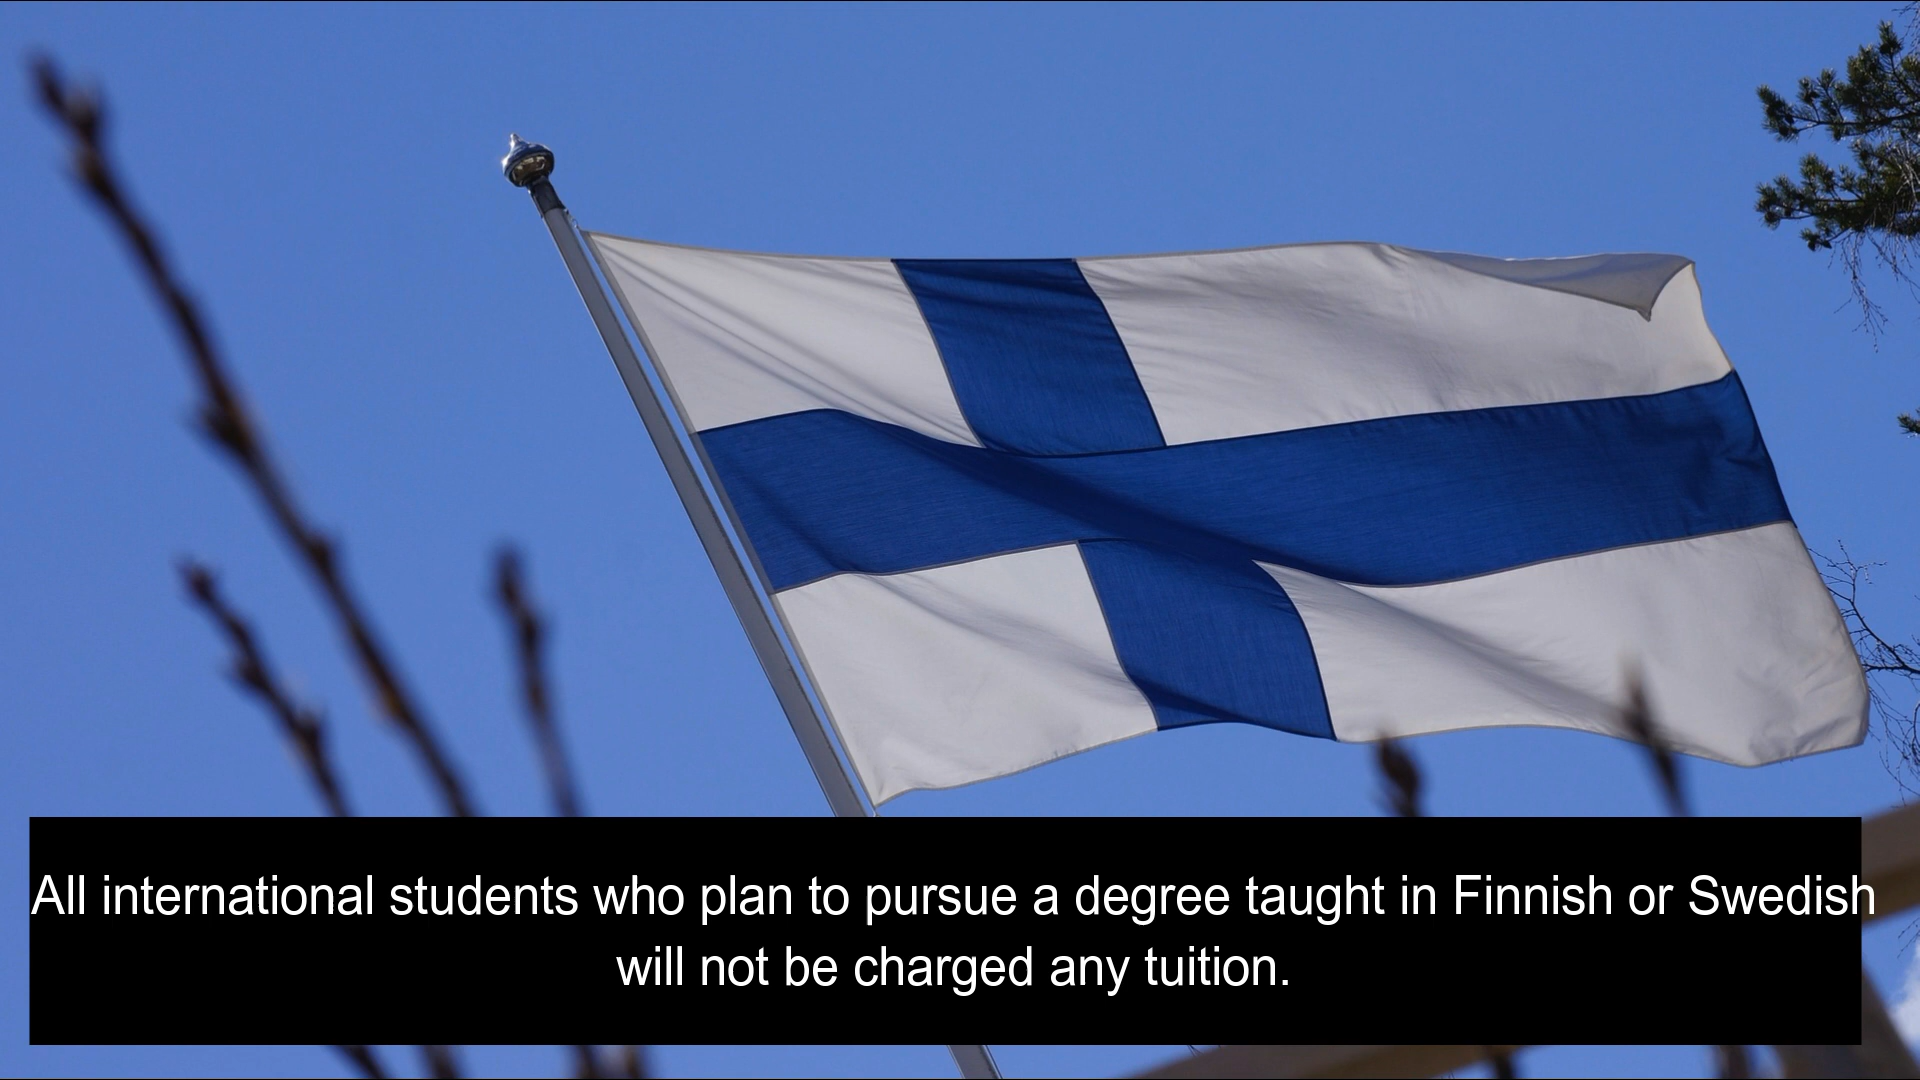 All international students who plan to pursue a degree taught in Finnish or Swedish
will not be charged any tuition.